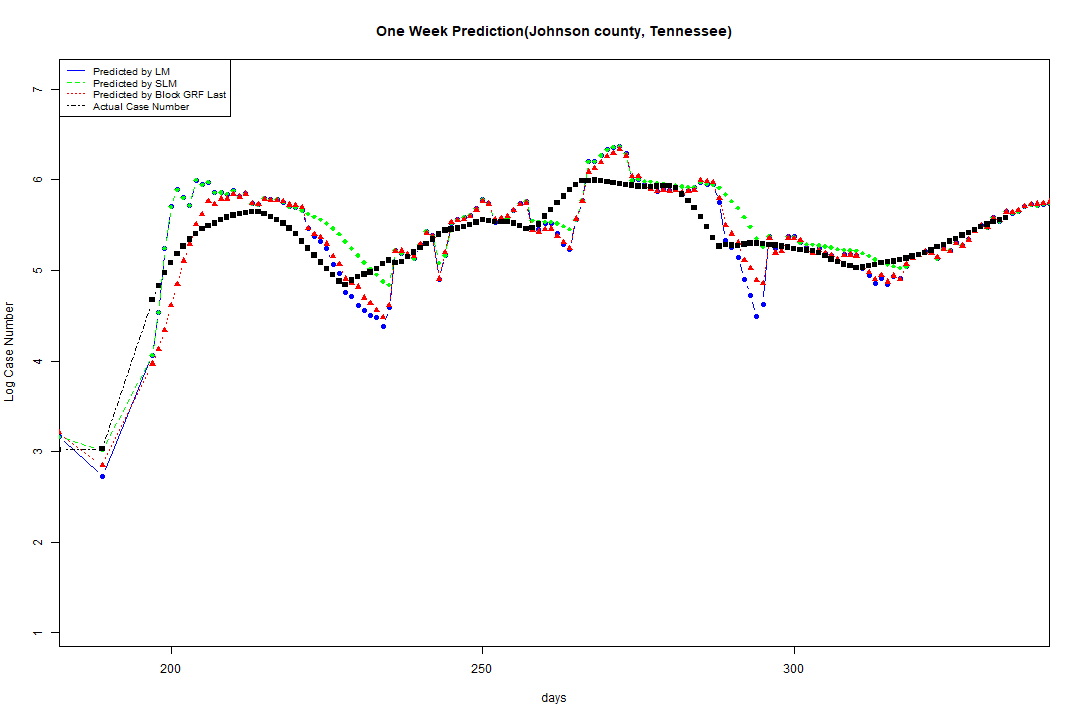 One Week Prediction(Johnson county, Tennessee)
Predicted by LM
Predicted by SLM
Predicted by Block GRF Last
Actual Case Number
7
6
5
4
3
2
1
Log Case Number
200
250
300
days